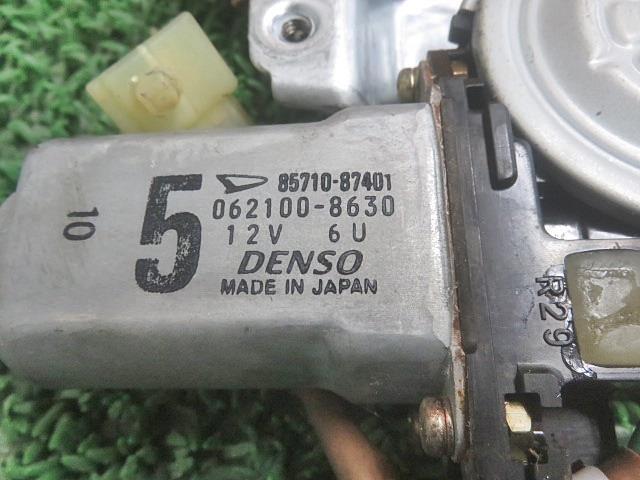 10
5
85710-87401
062100-8630
12V 6U
DENSO
MADE IN JAPAN
R29